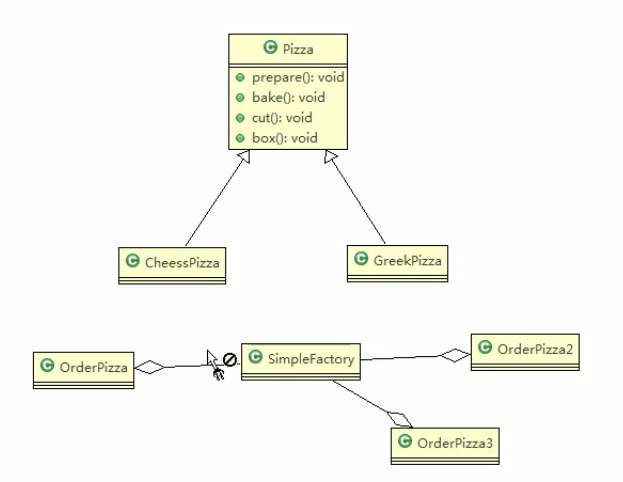 Pizza
prepare(): void
bake(): void
cut(): void
box(): void
CheessPizza
GreekPizza
OrderPizza
SimpleFactory
OrderPizza2
OrderPizza3